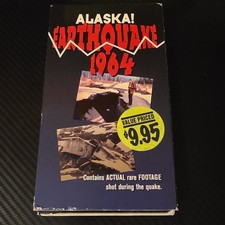 ALASKA!
EARTHQUAKE
1964
VALUE PRICED!
$9.95
Contains ACTUAL rare FOOTAGE
shot during the quake.